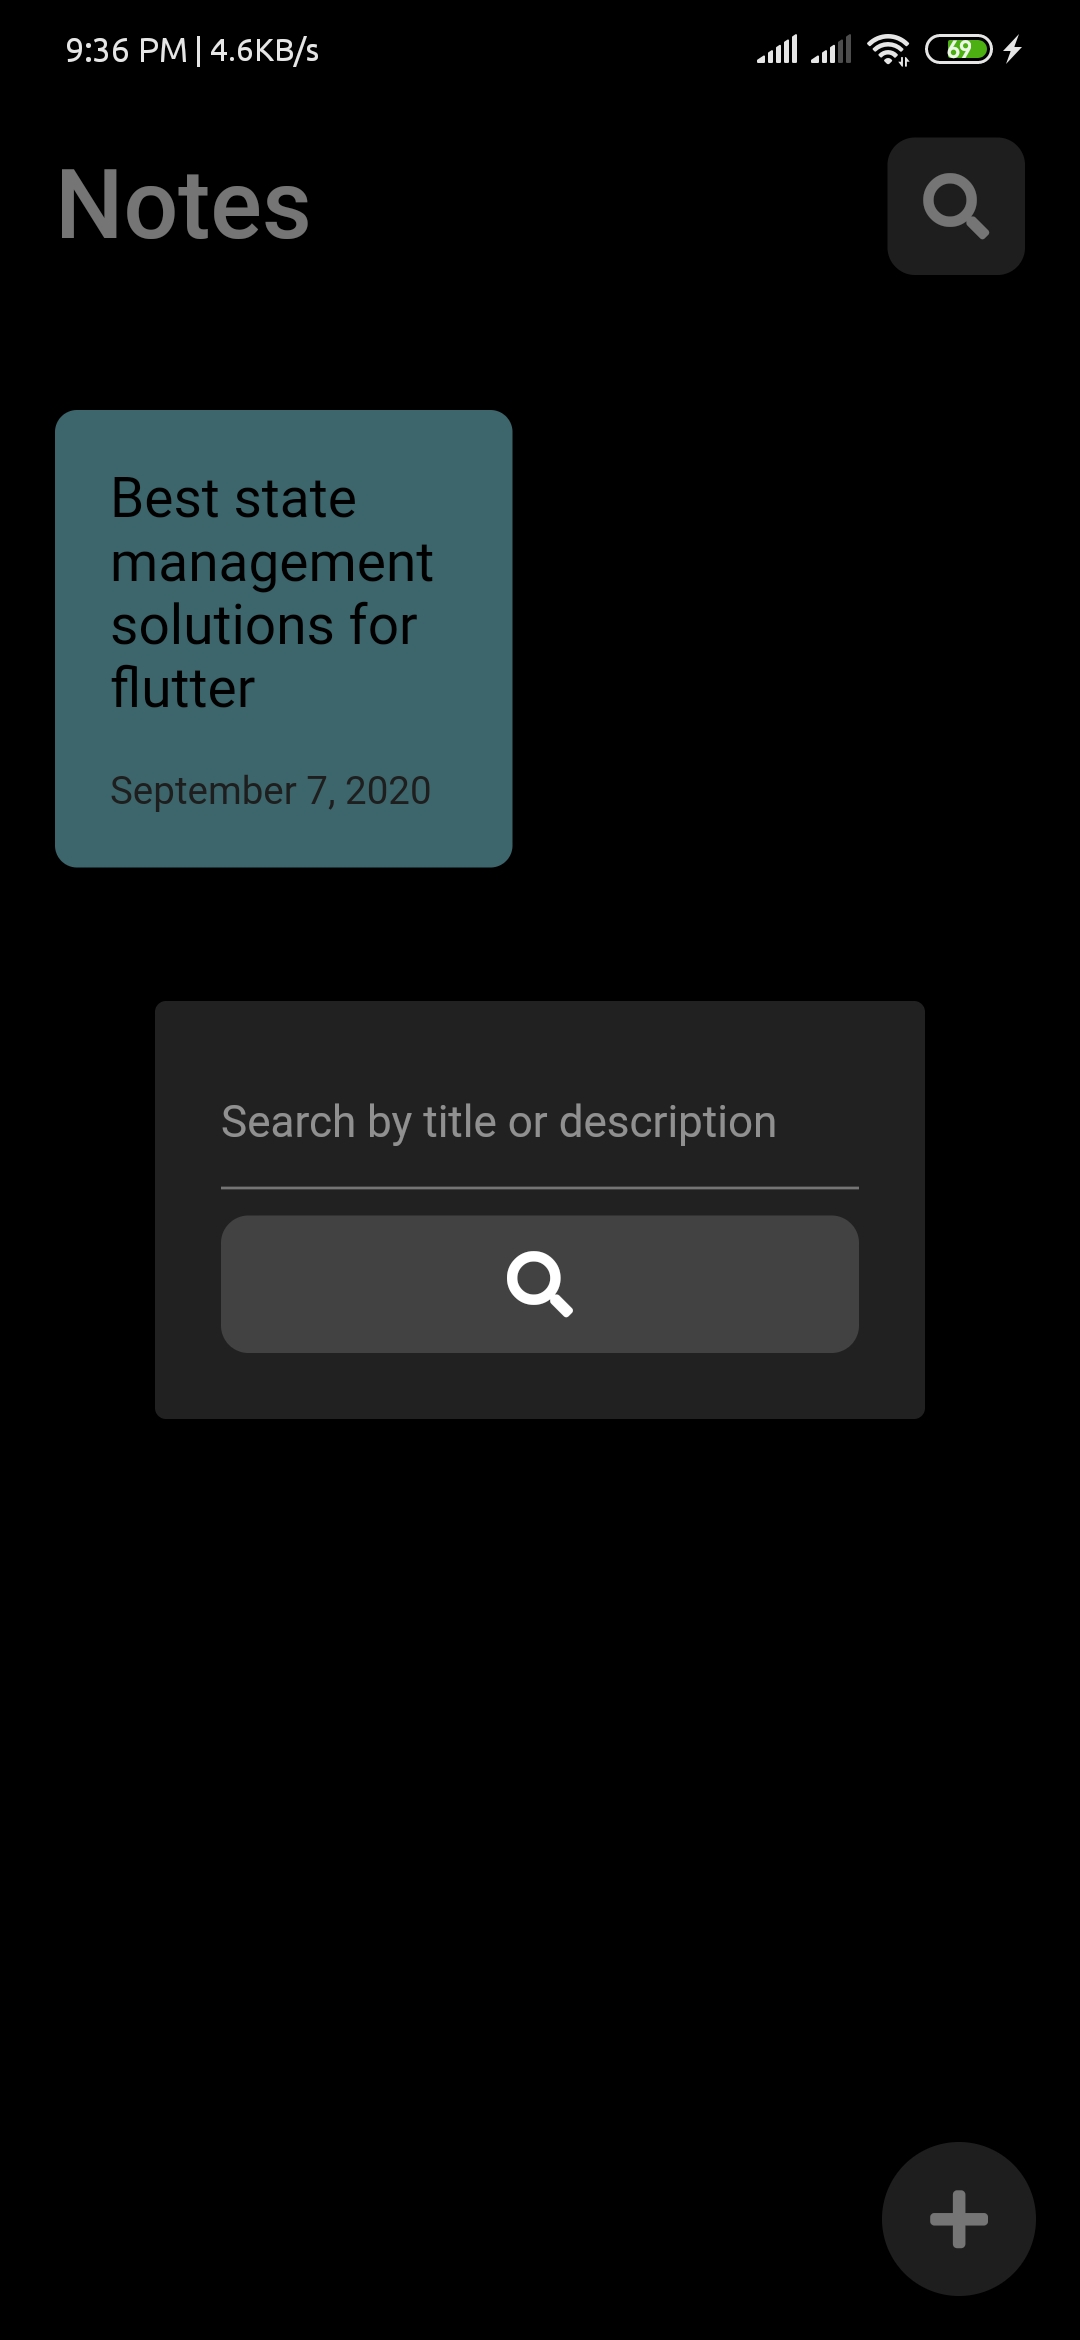 9:36 PM | 4.6KB/s
69
Notes
Best state
management
solutions for
flutter
September 7, 2020
Search by title or description